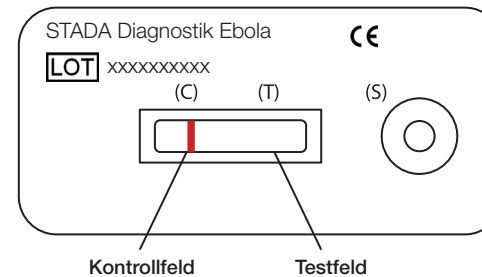 STADA Diagnostik Ebola CE
LOT xxxxxxxxxx
(C) (T) (S)
Kontrollfeld Testfeld